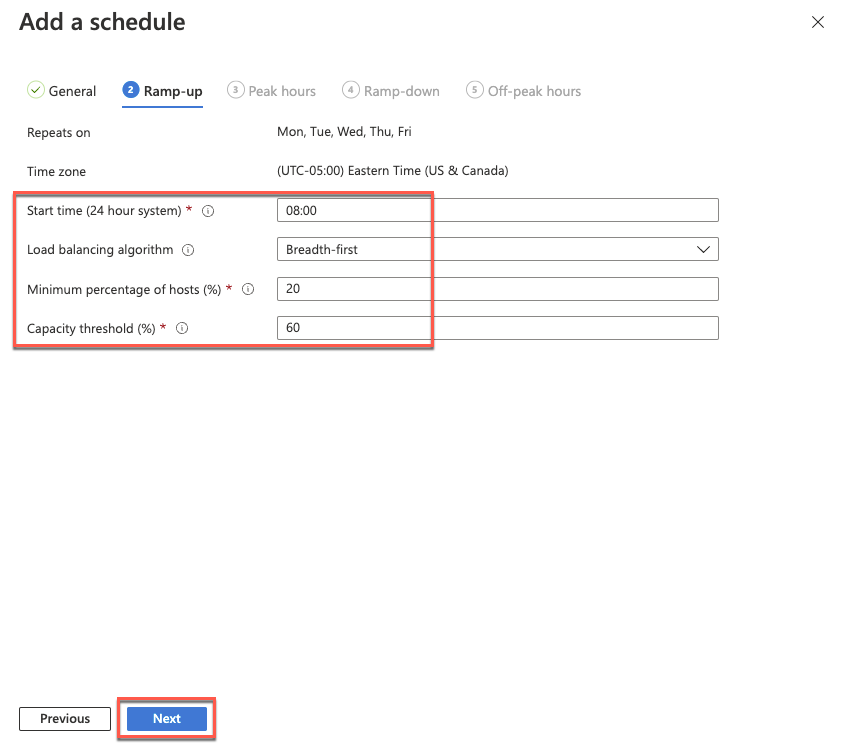 Add a schedule
General
2 Ramp-up
3 Peak hours
4 Ramp-down
5 Off-peak hours
Repeats on Mon, Tue, Wed, Thu, Fri
Time zone (UTC-05:00) Eastern Time (US & Canada)
Start time (24 hour system) * 08:00
Load balancing algorithm Breadth-first
Minimum percentage of hosts (%) * 20
Capacity threshold (%) * 60
Previous
Next